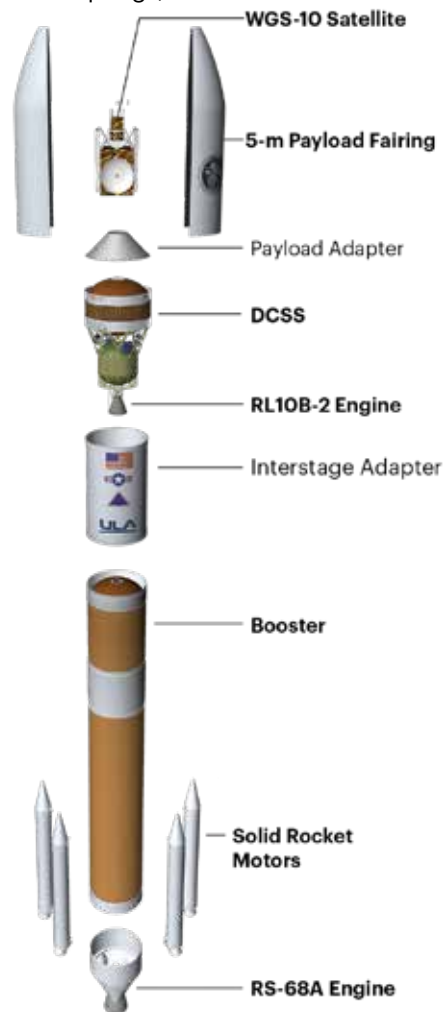 WGS-10 Satellite
5-m Payload Fairing
Payload Adapter
DCSS
RL10B-2 Engine
Interstage Adapter
ULA
Booster
Solid Rocket
Motors
RS-68A Engine